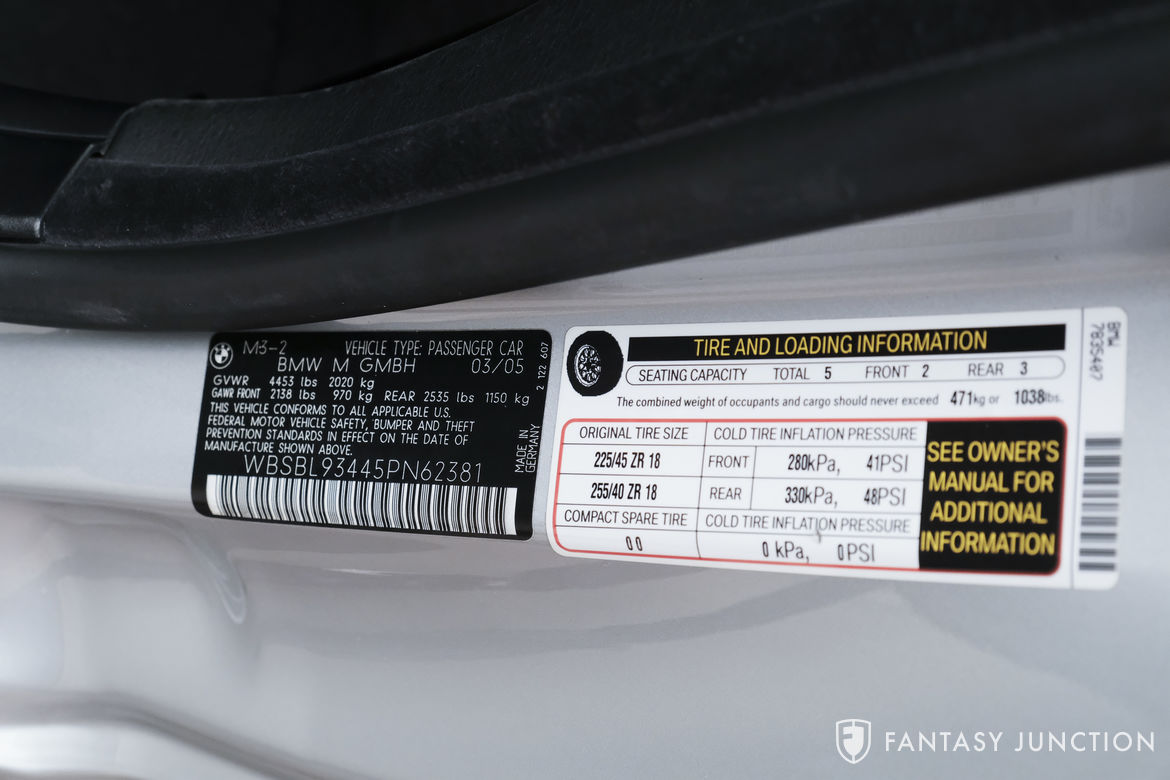 M3-2 VEHICLE TYPE: PASSENGER CAR
BMW M GMBH 03/05
GVWR 4453 lbs 2020 kg
GAWR FRONT 2138 lbs 970 kg REAR 2535 lbs 1150 kg
THIS VEHICLE CONFORMS TO ALL APPLICABLE U.S.
FEDERAL MOTOR VEHICLE SAFETY, BUMPER AND THEFT
PREVENTION STANDARDS IN EFFECT ON THE DATE OF
MANUFACTURE SHOWN ABOVE.
WBSBL93445PN62381
MADE IN
GERMANY
2 122 607
TIRE AND LOADING INFORMATION
SEATING CAPACITY TOTAL 5 FRONT 2 REAR 3
The combined weight of occupants and cargo should never exceed 471kg or 1038lbs.
ORIGINAL TIRE SIZE COLD TIRE INFLATION PRESSURE
225/45 ZR 18 FRONT 280kPa, 41PSI
255/40 ZR 18 REAR 330kPa, 48PSI
COMPACT SPARE TIRE COLD TIRE INFLATION PRESSURE
00 0 kPa, 0PSI
SEE OWNER'S
MANUAL FOR
ADDITIONAL
INFORMATION
BMW
7835407
FANTASY JUNCTION